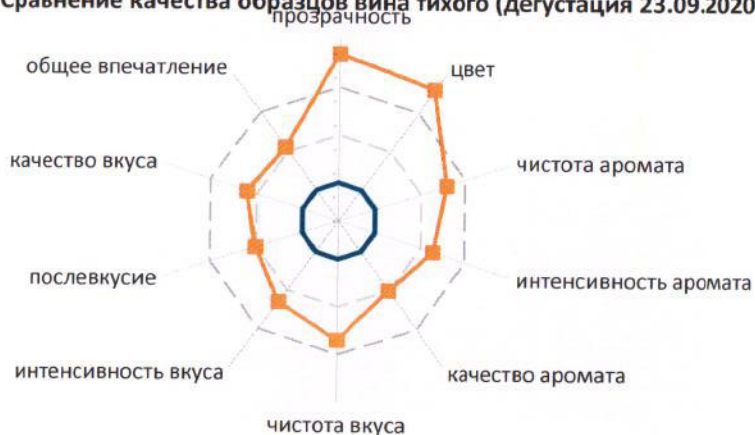 Сравнение качества образцов вина тихого (дегустация 23.09.2020
прозрачность
общее впечатление
цвет
качество вкуса
чистота аромата
послевкусие
интенсивность аромата
интенсивность вкуса
качество аромата
чистота вкуса